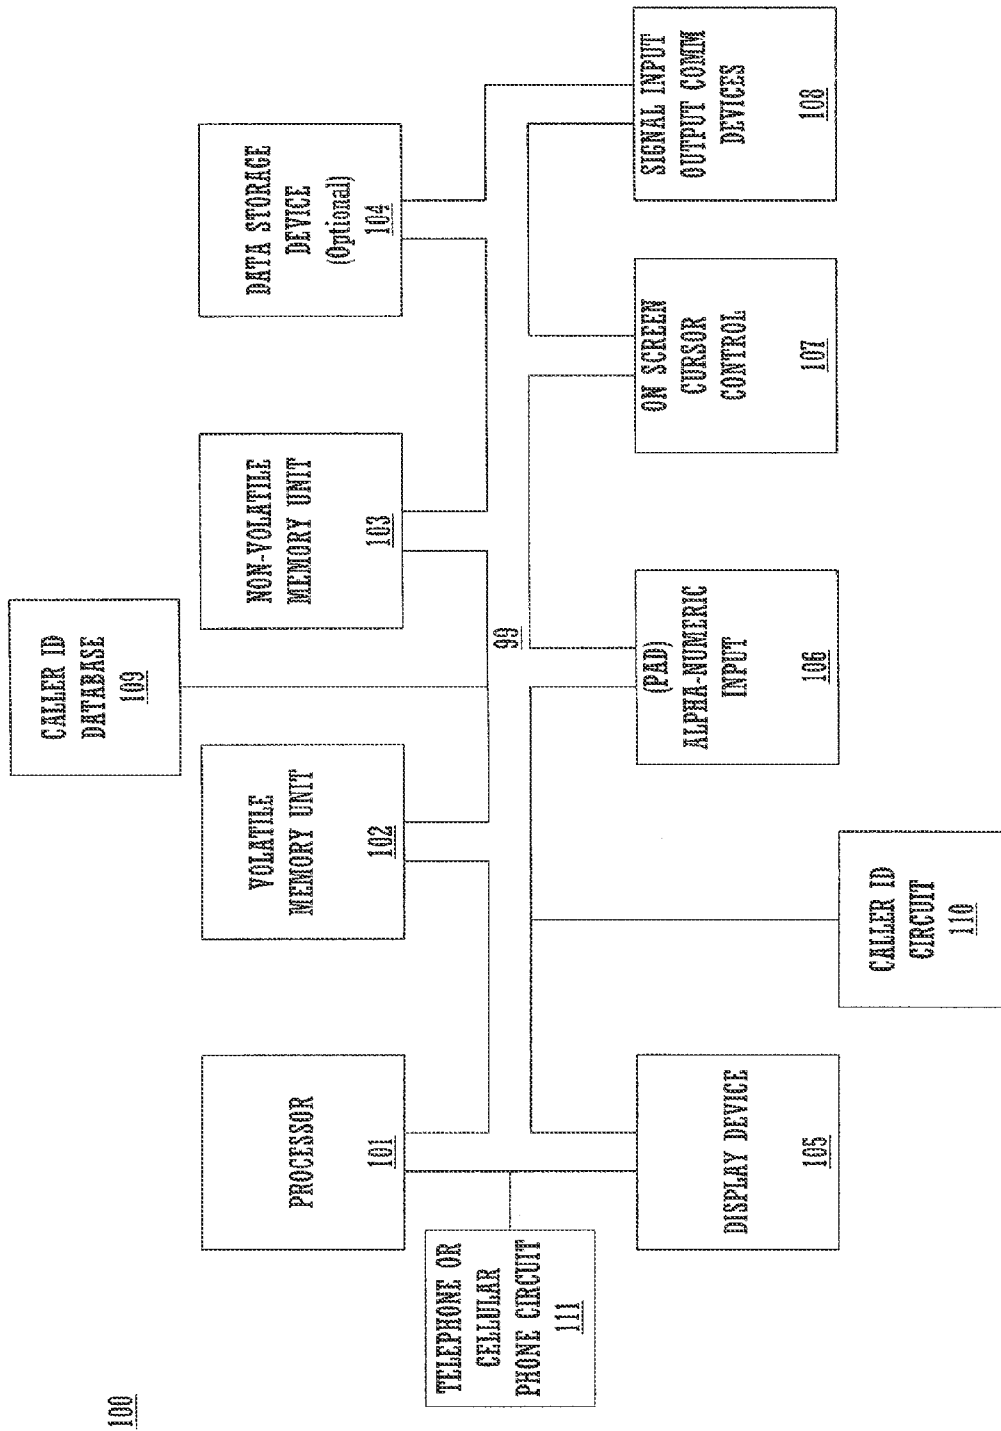 100
CALLER ID
DATABASE
109
PROCESSOR
101
VOLATILE
MEMORY UNIT
102
NON-VOLATILE
MEMORY UNIT
103
DATA STORAGE
DEVICE
(Optional)
104
TELEPHONE OR
CELLULAR
PHONE CIRCUIT
111
99
DISPLAY DEVICE
105
(PAD)
ALPHA-NUMERIC
INPUT
106
ON SCREEN
CURSOR
CONTROL
107
SIGNAL INPUT
OUTPUT COMM
DEVICES
108
CALLER ID
CIRCUIT
110